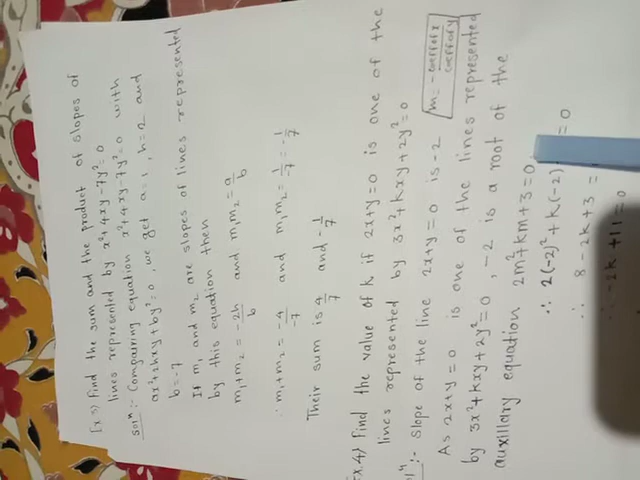 Ex 3) Find the sum and the product of slopes of
lines represented by x²+4xy-7y²=0
Solⁿ:- Comparing equation x²+4xy-7y²=0 with
ax²+2hxy+by²=0, we get a=1, h=2 and
b=-7
If m₁ and m₂ are slopes of lines represented
by this equation then
m₁+m₂ = -2h/b and m₁m₂ = a/b
∴ m₁+m₂ = -4/-7 and m₁m₂ = 1/-7 = -1/7
Their sum is 4/7 and -1/7
Ex.4) Find the value of k if 2x+y=0 is one of the
lines represented by 3x²+kxy+2y²=0
Solⁿ:- Slope of the line 2x+y=0 is -2
m = -coeff of x/coeff of y
As 2x+y=0 is one of the lines represented
by 3x²+kxy+2y²=0, -2 is a root of the
auxillary equation 2m²+km+3=0,
∴ 2(-2)²+k(-2) =0
∴ 8-2k+3 =
∴ -2k+11=0